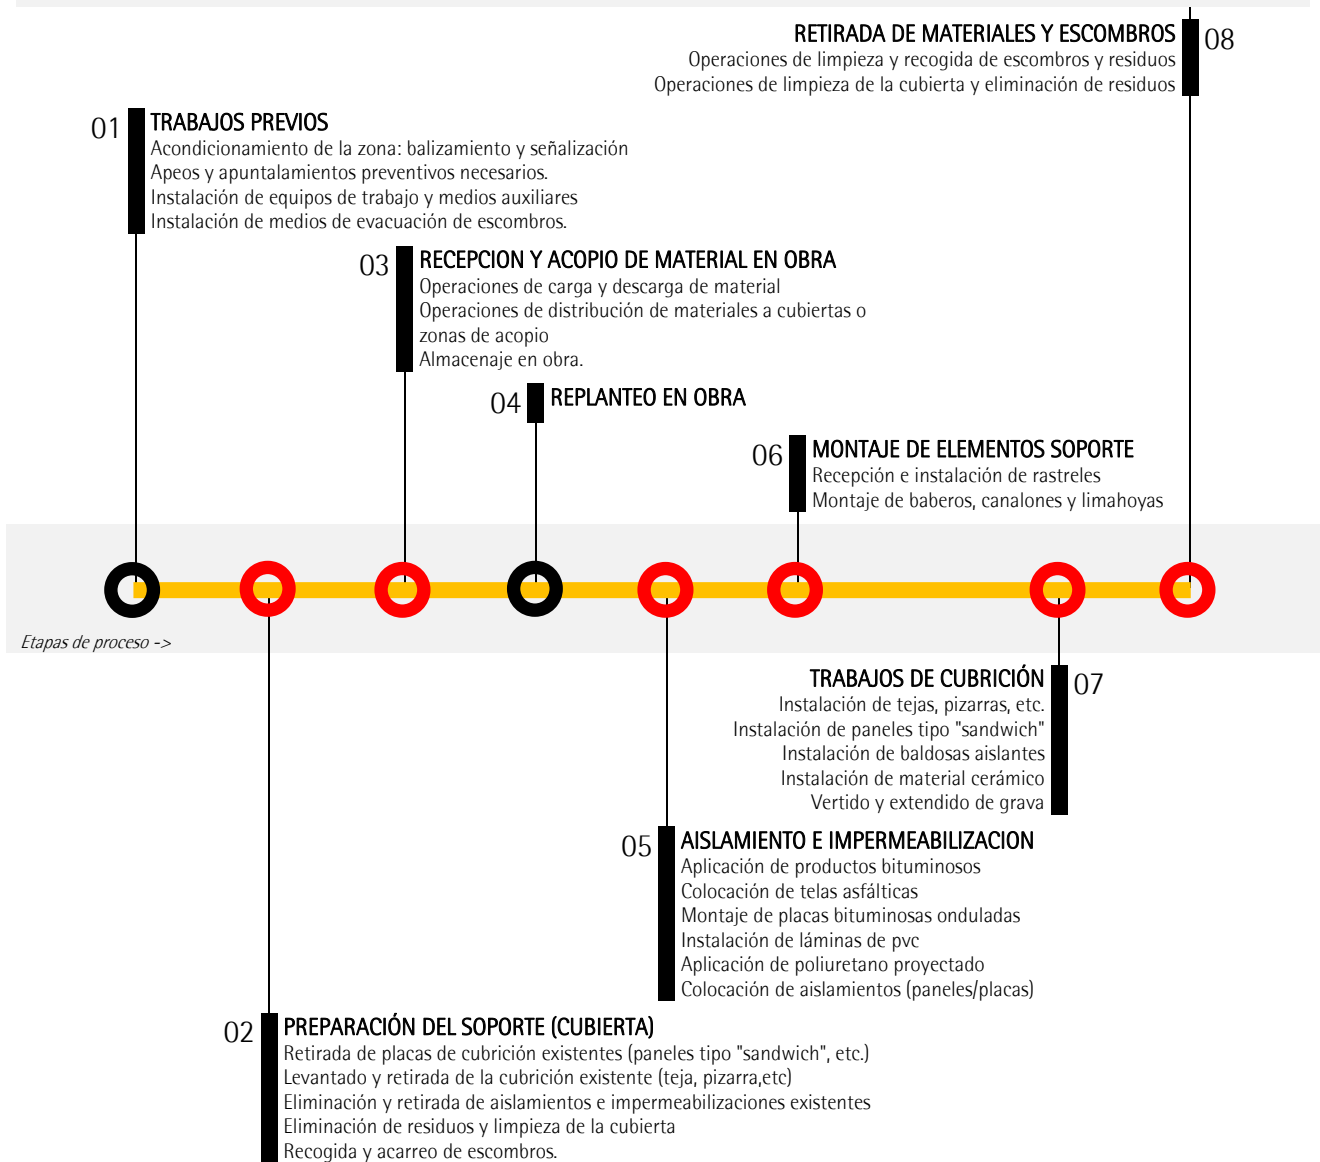 RETIRADA DE MATERIALES Y ESCOMBROS
08
Operaciones de limpieza y recogida de escombros y residuos
Operaciones de limpieza de la cubierta y eliminación de residuos
01
TRABAJOS PREVIOS
Acondicionamiento de la zona: balizamiento y señalización
Apeos y apuntalamientos preventivos necesarios.
Instalación de equipos de trabajo y medios auxiliares
Instalación de medios de evacuación de escombros.
03
RECEPCION Y ACOPIO DE MATERIAL EN OBRA
Operaciones de carga y descarga de material
Operaciones de distribución de materiales a cubiertas o
zonas de acopio
Almacenaje en obra.
04
REPLANTEO EN OBRA
06
MONTAJE DE ELEMENTOS SOPORTE
Recepción e instalación de rastreles
Montaje de baberos, canalones y limahoyas
Etapas de proceso ->
TRABAJOS DE CUBRICIÓN
07
Instalación de tejas, pizarras, etc.
Instalación de paneles tipo "sandwich"
Instalación de baldosas aislantes
Instalación de material cerámico
Vertido y extendido de grava
05
AISLAMIENTO E IMPERMEABILIZACION
Aplicación de productos bituminosos
Colocación de telas asfálticas
Montaje de placas bituminosas onduladas
Instalación de láminas de pvc
Aplicación de poliuretano proyectado
Colocación de aislamientos (paneles/placas)
02
PREPARACIÓN DEL SOPORTE (CUBIERTA)
Retirada de placas de cubrición existentes (paneles tipo "sandwich", etc.)
Levantado y retirada de la cubrición existente (teja, pizarra,etc)
Eliminación y retirada de aislamientos e impermeabilizaciones existentes
Eliminación de residuos y limpieza de la cubierta
Recogida y acarreo de escombros.